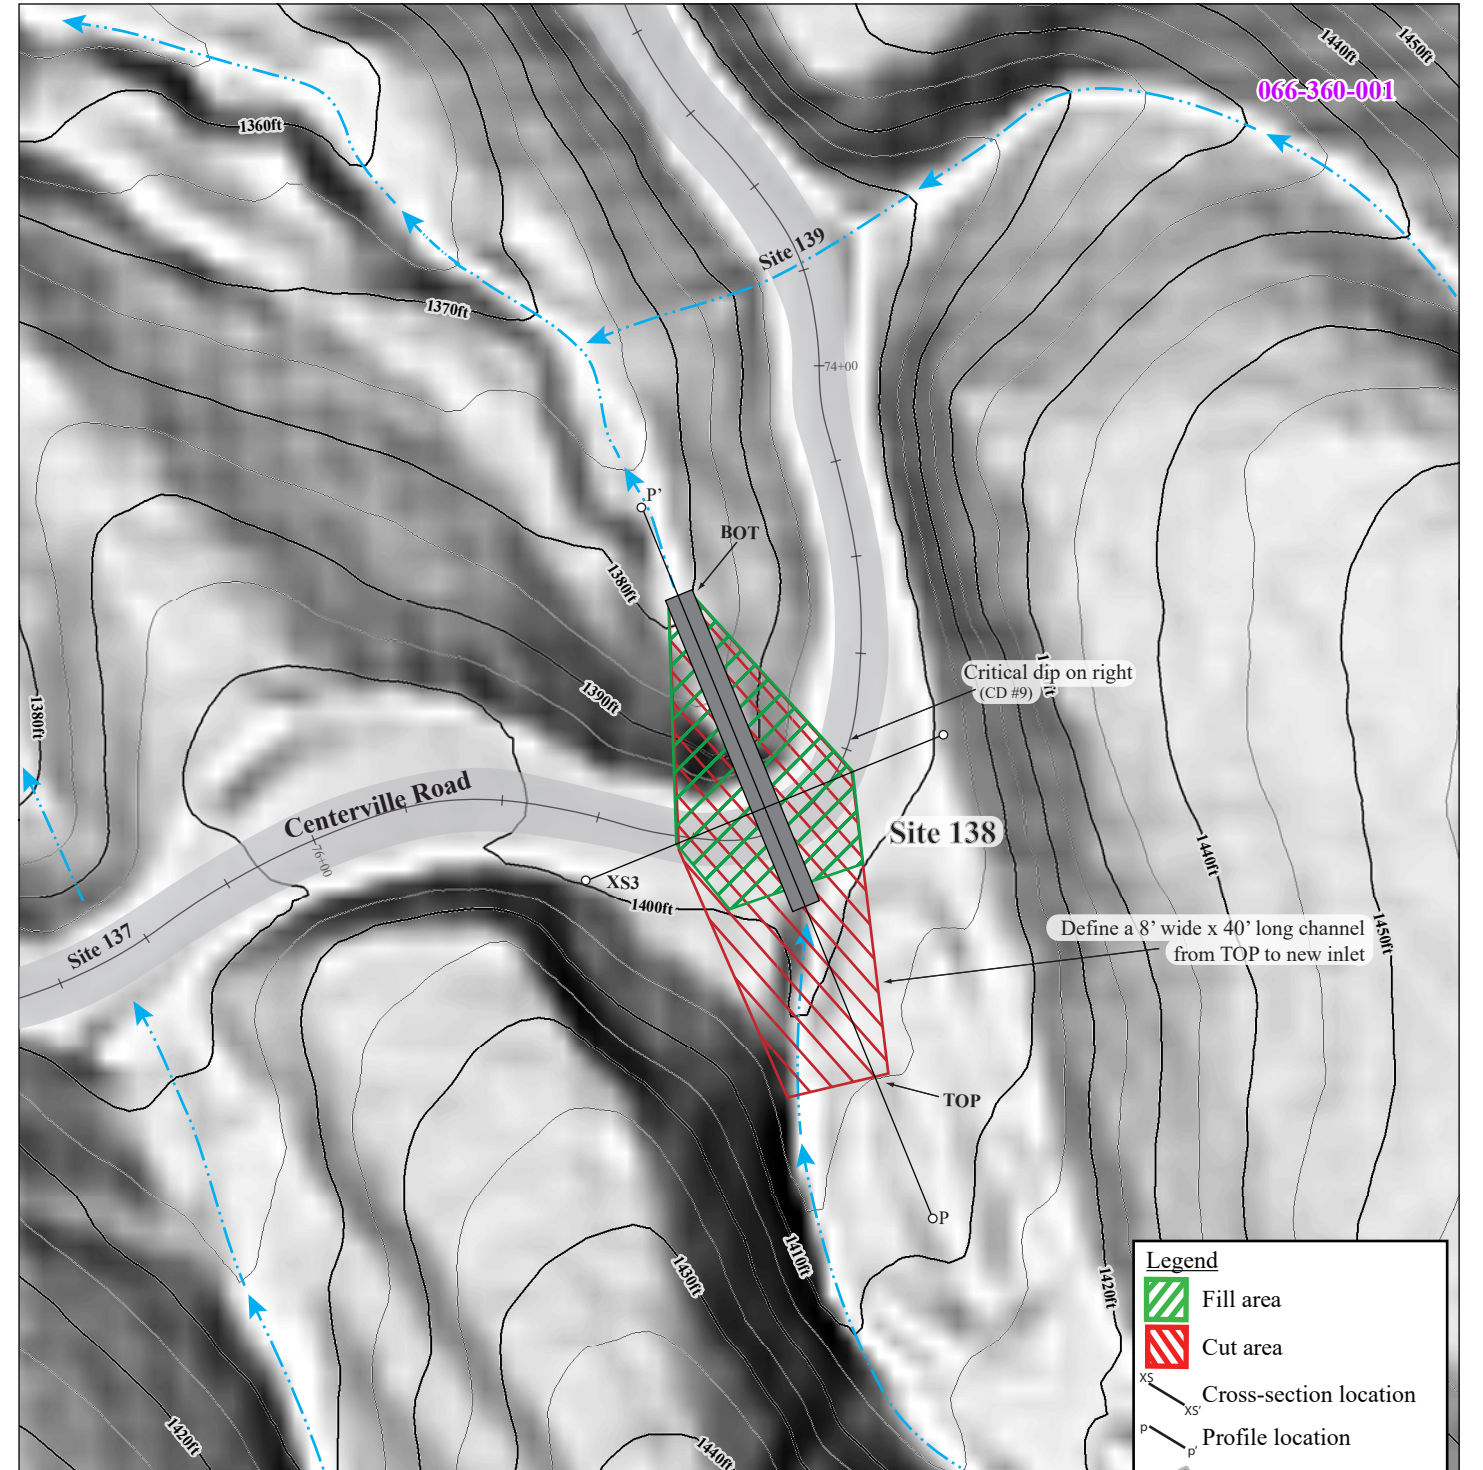 1440ft
1450ft
066-360-001
1360ft
Site 139
1370ft
74+00
P’
BOT
1380ft
Critical dip on right
(CD #9)
1390ft
1380ft
Centerville Road
Site 138
76+00
1440ft
XS3
1400ft
Site 137
Define a 8’ wide x 40’ long channel
from TOP to new inlet
1450ft
TOP
P
1410ft
1430ft
1420ft
Legend
Fill area
Cut area
XS
XS'
Cross-section location
P
P'
Profile location
1420ft
1440ft